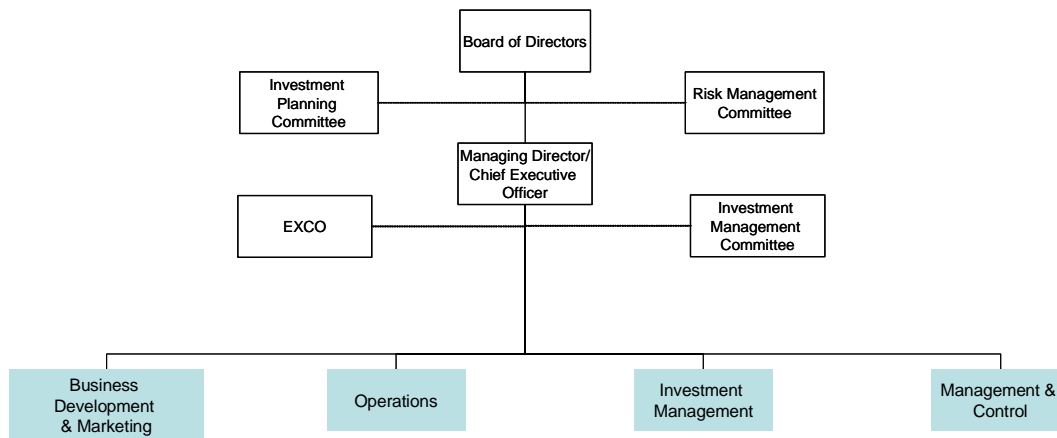 Board of Directors
Investment
Planning
Committee
Risk Management
Committee
Managing Director/
Chief Executive
Officer
EXCO
Investment
Management
Committee
Business
Development
& Marketing
Operations
Investment
Management
Management &
Control